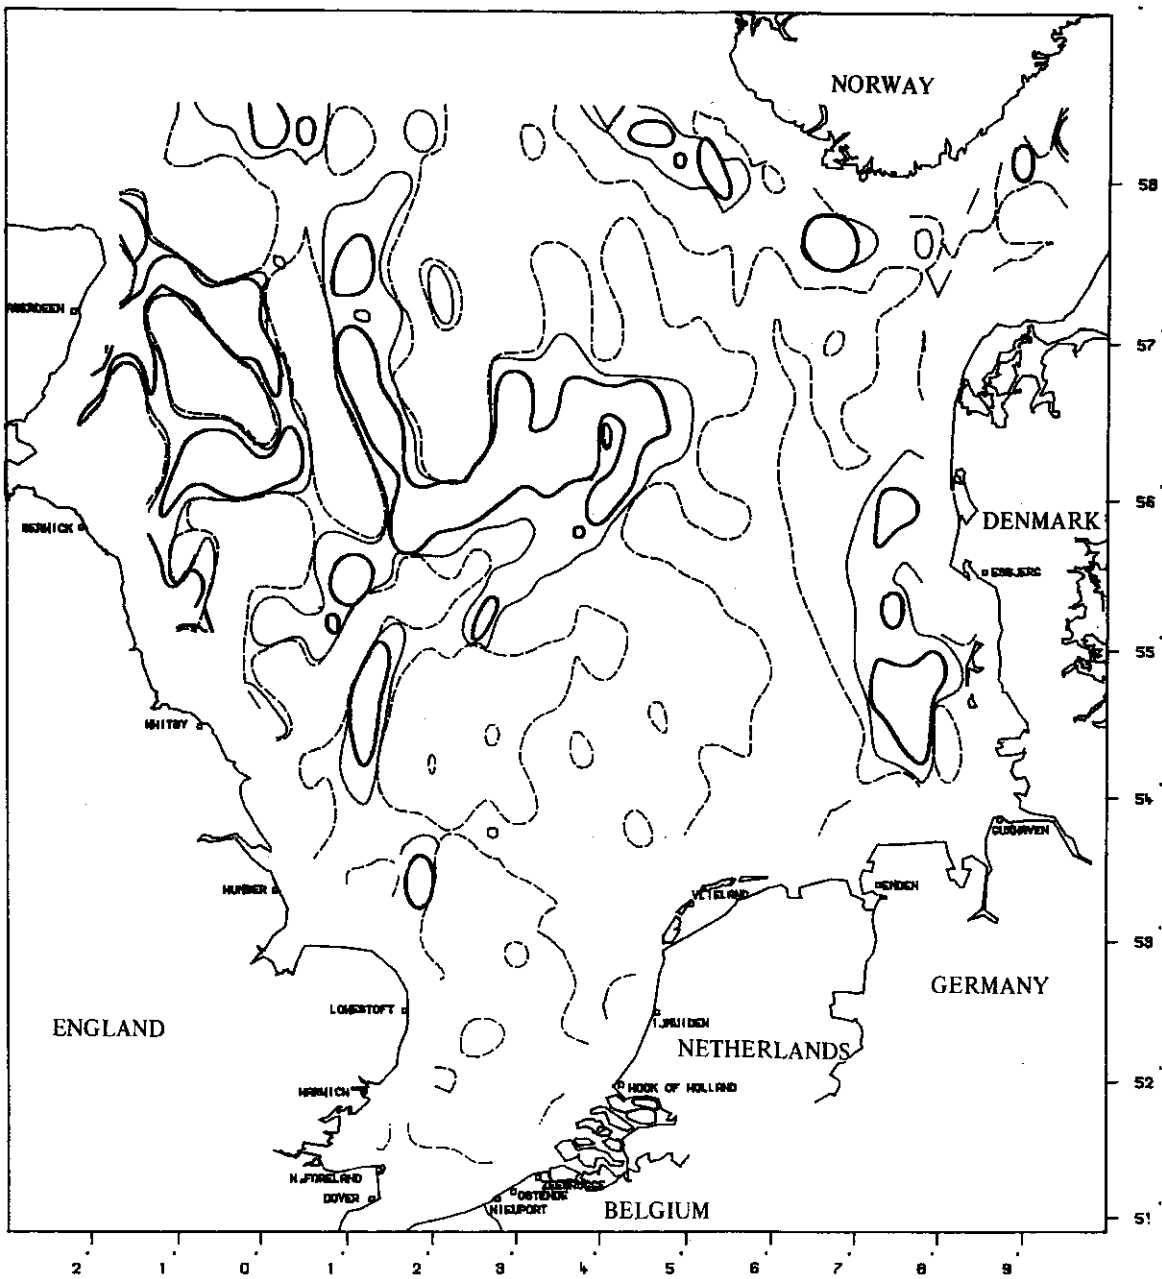 NORWAY
58
ABERDEEN
57
56
BERWICK
DENMARK
ESBJERG
55
WHITBY
54
CUXHAVEN
HUMBER
VLIELAND
EMDEN
53
GERMANY
LOWESTOFT
ENGLAND
IJMUIDEN
NETHERLANDS
HARWICH
HOOK OF HOLLAND
52
N.FORELAND
DOVER
ZEEBRUGGE
OSTENDE
NIEUPORT
BELGIUM
51
2 1 0 1 2 3 4 5 6 7 8 9